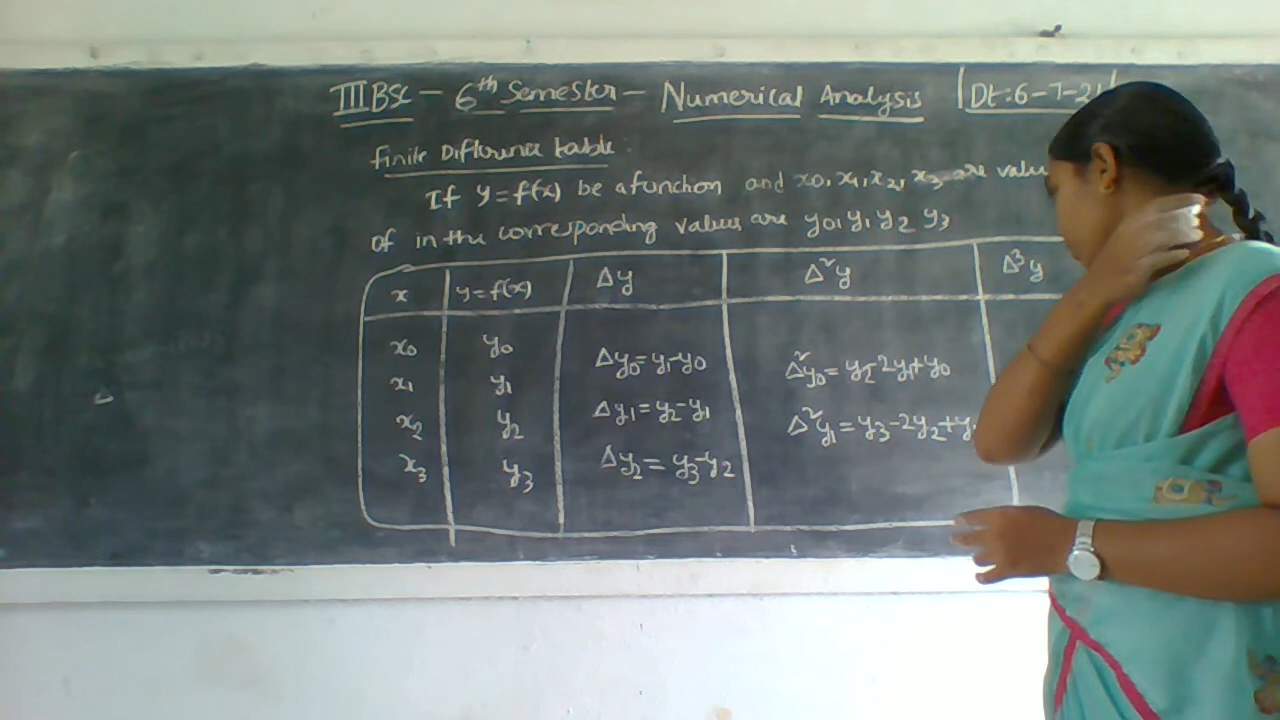 III BSc - 6th Semester - Numerical Analysis Dt:6-7-21
Finite Difference table:
If y=f(x) be a function and x0, x1, x2, x3 are value
of in the corresponding values are y0, y1 y2 y3
x y=f(x) Δy Δ²y Δ³y
x0 y0
Δy0=y1-y0 Δ²y0=y2-2y1+y0
x1 y1
Δy1=y2-y1 Δ²y1=y3-2y2+y
x2 y2
Δy2=y3-y2
x3 y3